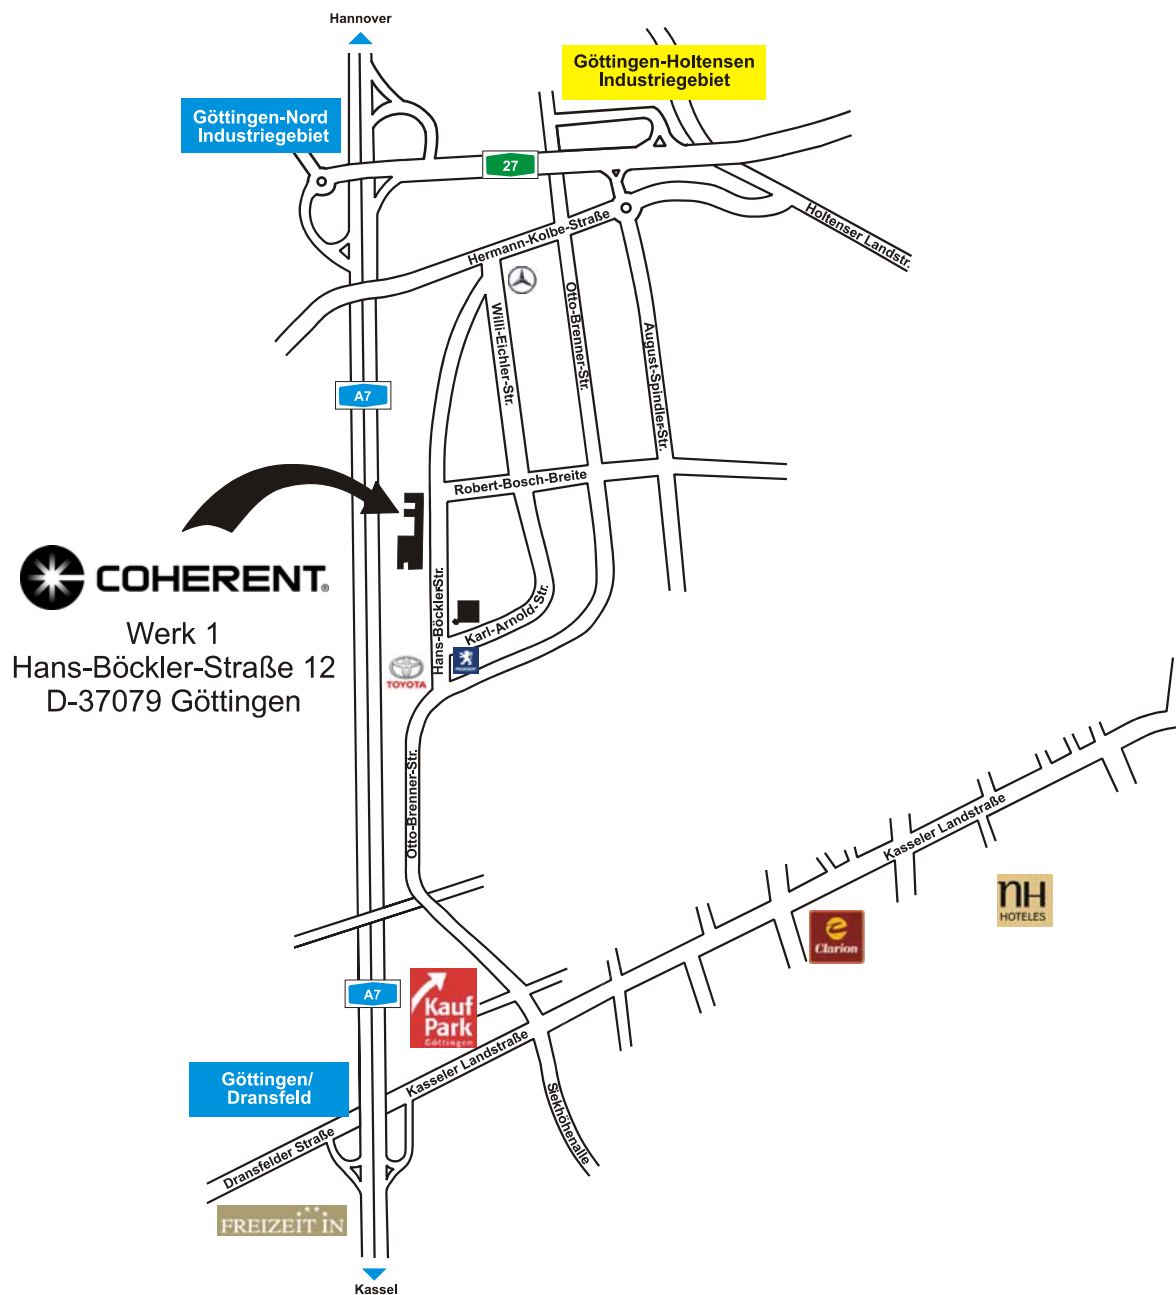 Hannover
Göttingen-Holtensen
Industriegebiet
Göttingen-Nord
Industriegebiet
27
Holtenser Landstr.
Hermann-Kolbe-Straße
Willi-Eichler-Str.
Otto-Brenner-Str.
August-Spindler-Str.
A7
Robert-Bosch-Breite
COHERENT®
Werk 1
Hans-Böckler-Straße 12
D-37079 Göttingen
Hans-BöcklerStr.
Karl-Arnold-Str.
TOYOTA
PEUGEOT
Otto-Brenner-Str.
Kasseler Landstraße
nH
HOTELES
Clarion
A7
Kauf
Park
Göttingen
Kasseler Landstraße
Göttingen/
Dransfeld
Siekhöhenalle
Dransfelder Straße
FREIZEIT IN
Kassel